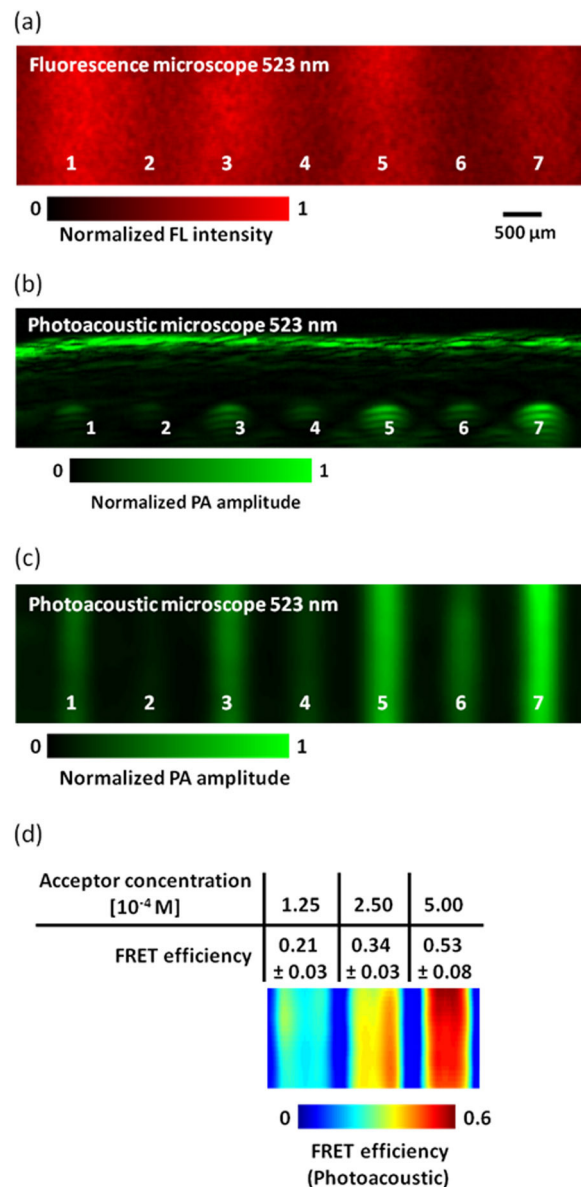 (a)
Fluorescence microscope 523 nm
1 2 3 4 5 6 7
0 1
Normalized FL intensity
500 µm
(b)
Photoacoustic microscope 523 nm
1 2 3 4 5 6 7
0 1
Normalized PA amplitude
(c)
Photoacoustic microscope 523 nm
1 2 3 4 5 6 7
0 1
Normalized PA amplitude
(d)
Acceptor concentration
[10⁻⁴ M] 1.25 2.50 5.00
FRET efficiency 0.21 0.34 0.53
± 0.03 ± 0.03 ± 0.08
0 0.6
FRET efficiency
(Photoacoustic)